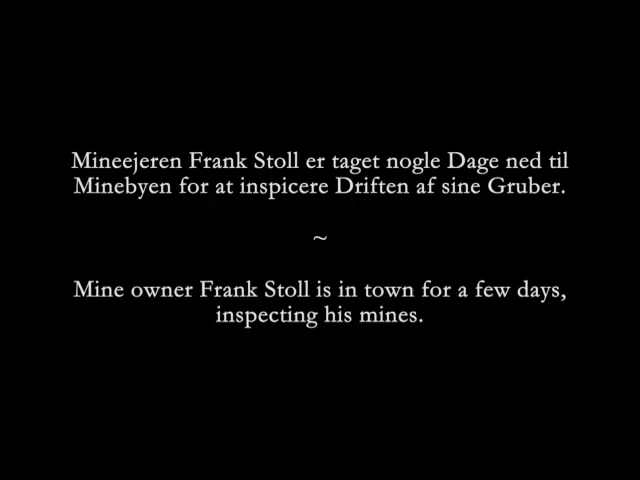 Mineejeren Frank Stoll er taget nogle Dage ned til
Minebyen for at inspicere Driften af sine Gruber.
~
Mine owner Frank Stoll is in town for a few days,
inspecting his mines.